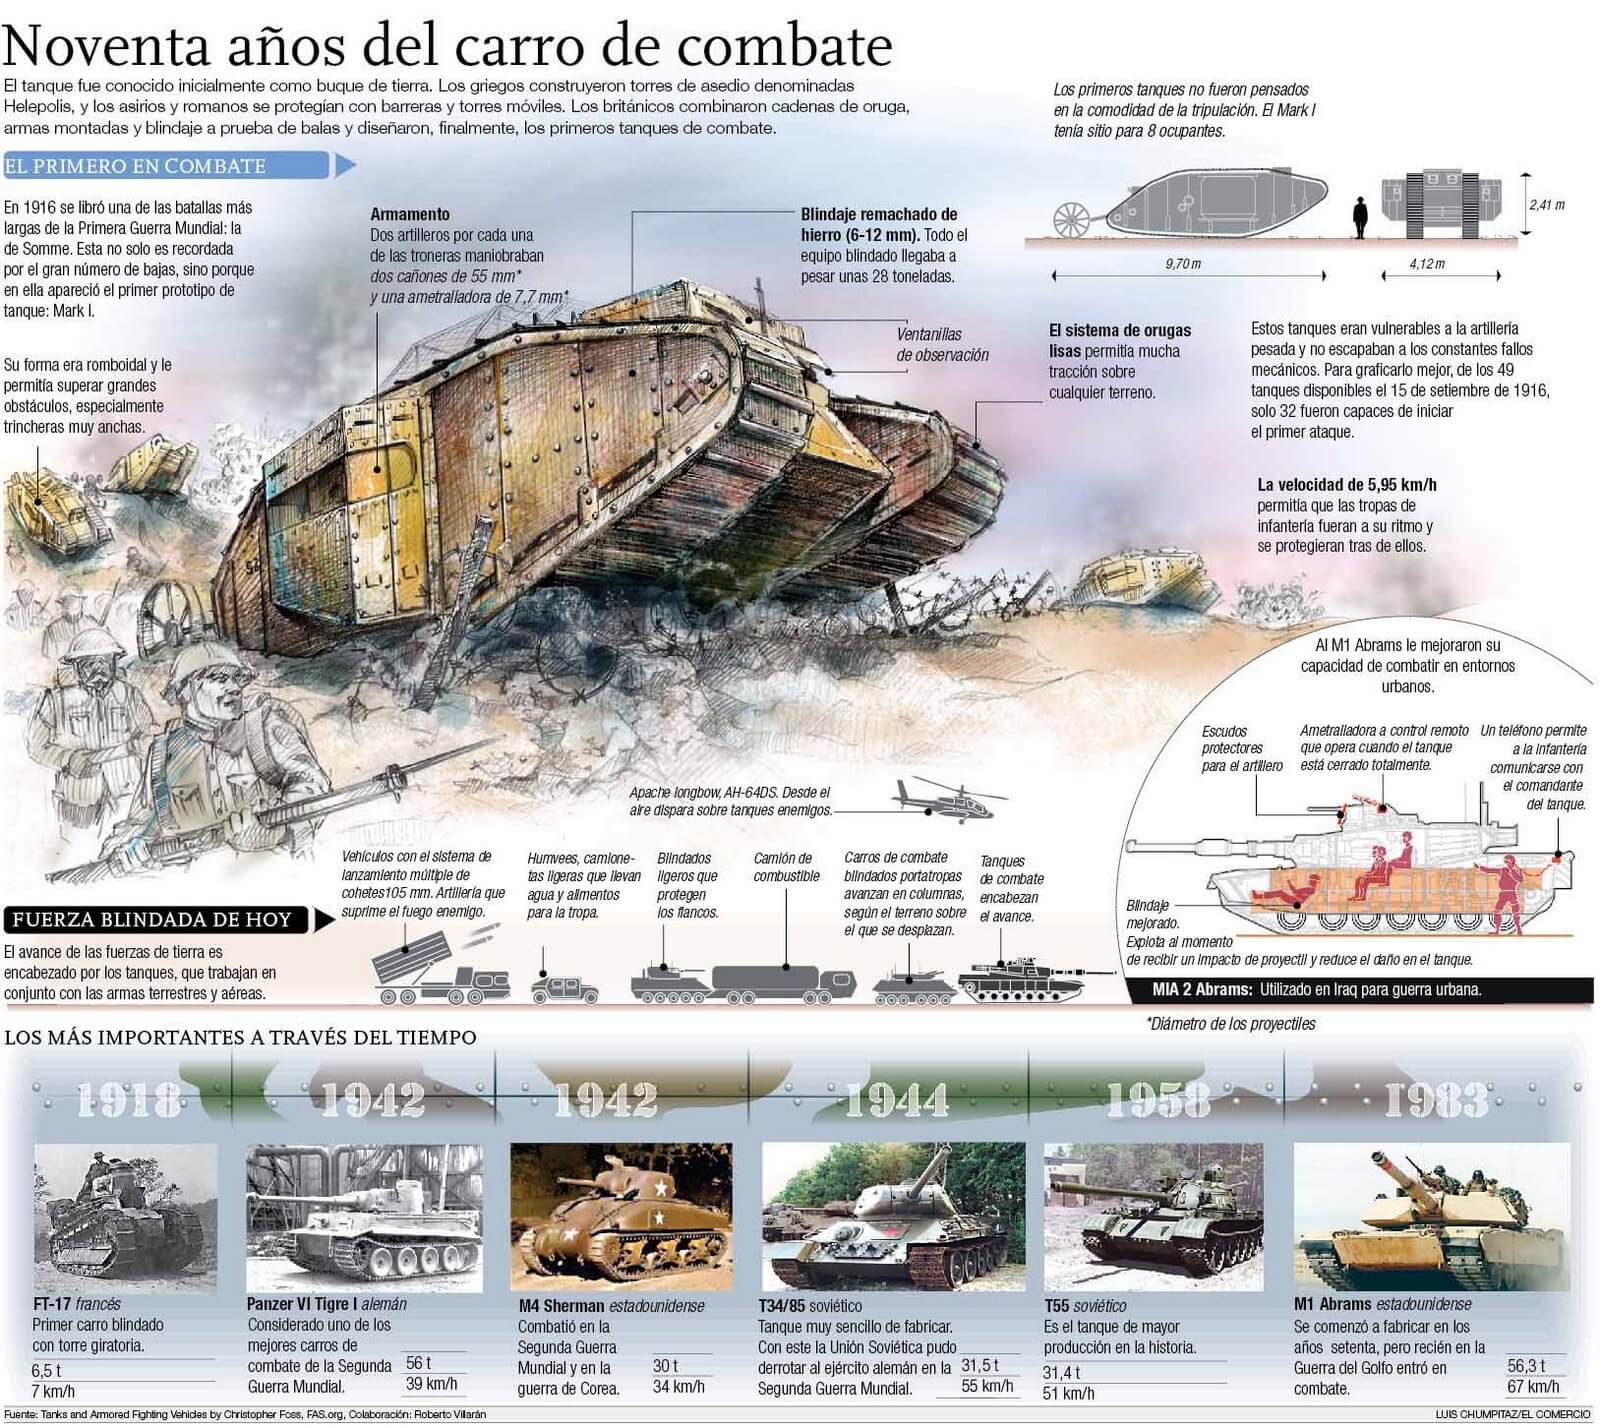 Noventa años del carro de combate
El tanque fue conocido inicialmente como buque de tierra. Los griegos construyeron torres de asedio denominadas
Helepolis, y los asirios y romanos se protegían con barreras y torres móviles. Los británicos combinaron cadenas de oruga,
armas montadas y blindaje a prueba de balas y diseñaron, finalmente, los primeros tanques de combate.
Los primeros tanques no fueron pensados
en la comodidad de la tripulación. El Mark I
tenía sitio para 8 ocupantes.
2,41 m
9,70 m
4,12 m
EL PRIMERO EN COMBATE
En 1916 se libró una de las batallas más
largas de la Primera Guerra Mundial: la
de Somme. Esta no solo es recordada
por el gran número de bajas, sino porque
en ella apareció el primer prototipo de
tanque: Mark I.
Su forma era romboidal y le
permitía superar grandes
obstáculos, especialmente
trincheras muy anchas.
Armamento
Dos artilleros por cada una
de las troneras maniobraban
dos cañones de 55 mm*
y una ametralladora de 7,7 mm*
Blindaje remachado de
hierro (6-12 mm). Todo el
equipo blindado llegaba a
pesar unas 28 toneladas.
Ventanillas
de observación
El sistema de orugas
lisas permitía mucha
tracción sobre
cualquier terreno.
Estos tanques eran vulnerables a la artillería
pesada y no escapaban a los constantes fallos
mecánicos. Para graficarlo mejor, de los 49
tanques disponibles el 15 de setiembre de 1916,
solo 32 fueron capaces de iniciar
el primer ataque.
La velocidad de 5,95 km/h
permitía que las tropas de
infantería fueran a su ritmo y
se protegieran tras de ellos.
Al M1 Abrams le mejoraron su
capacidad de combatir en entornos
urbanos.
Escudos
protectores
para el artillero
Ametralladora a control remoto
que opera cuando el tanque
está cerrado totalmente.
Un teléfono permite
a la infantería
comunicarse con
el comandante
del tanque.
Blindaje
mejorado.
Explota al momento
de recibir un impacto de proyectil y reduce el daño en el tanque.
MIA 2 Abrams: Utilizado en Iraq para guerra urbana.
*Diámetro de los proyectiles
Apache longbow, AH-64DS. Desde el
aire dispara sobre tanques enemigos.
FUERZA BLINDADA DE HOY
El avance de las fuerzas de tierra es
encabezado por los tanques, que trabajan en
conjunto con las armas terrestres y aéreas.
Vehículos con el sistema de
lanzamiento múltiple de
cohetes105 mm. Artillería que
suprime el fuego enemigo.
Humvees, camione-
tas ligeras que llevan
agua y alimentos
para la tropa.
Blindados
ligeros que
protegen
los flancos.
Camión de
combustible
Carros de combate
blindados portatropas
avanzan en columnas,
según el terreno sobre
el que se desplazan.
Tanques
de combate
encabezan
el avance.
LOS MÁS IMPORTANTES A TRAVÉS DEL TIEMPO
1918
FT-17 francés
Primer carro blindado
con torre giratoria.
6,5 t
7 km/h
1942
Panzer VI Tigre I alemán
Considerado uno de los
mejores carros de
combate de la Segunda
Guerra Mundial.
56 t
39 km/h
1942
M4 Sherman estadounidense
Combatió en la
Segunda Guerra
Mundial y en la
guerra de Corea.
30 t
34 km/h
1944
T34/85 soviético
Tanque muy sencillo de fabricar.
Con este la Unión Soviética pudo
derrotar al ejército alemán en la
Segunda Guerra Mundial.
31,5 t
55 km/h
1958
T55 soviético
Es el tanque de mayor
producción en la historia.
31,4 t
51 km/h
1983
M1 Abrams estadounidense
Se comenzó a fabricar en los
años setenta, pero recién en la
Guerra del Golfo entró en
combate.
56,3 t
67 km/h
Fuente: Tanks and Armored Fighting Vehicles by Christopher Foss, FAS.org, Colaboración: Roberto Villarán
LUIS CHUMPITAZ/EL COMERCIO